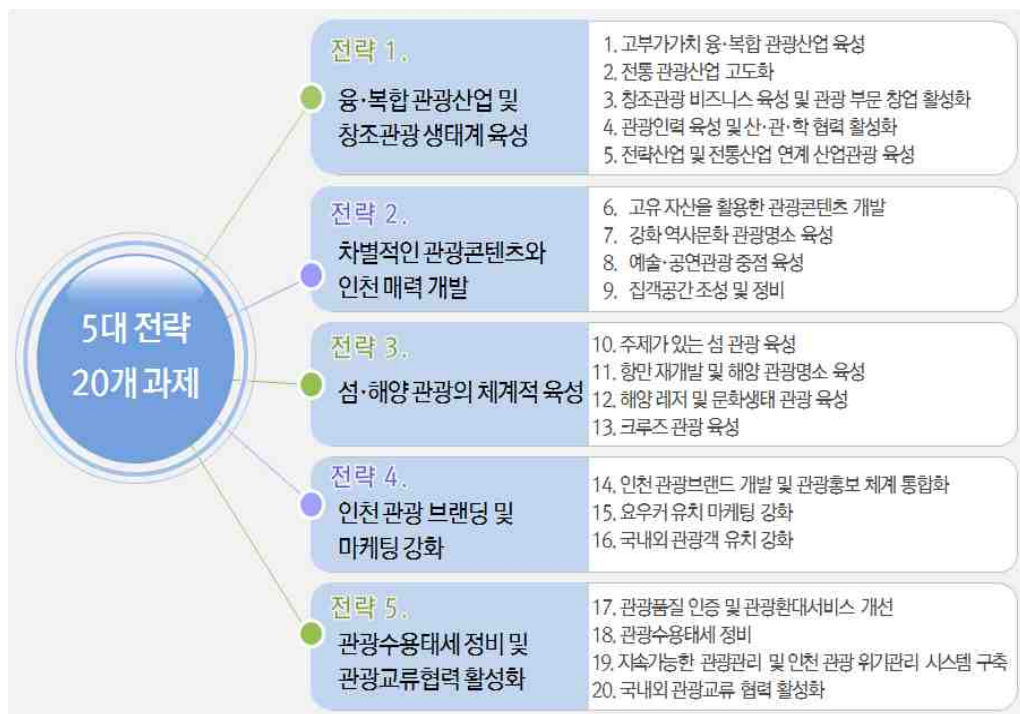 5대 전략
20개 과제
전략 1.
융·복합 관광산업 및
창조관광 생태계 육성
1. 고부가가치 융·복합 관광산업 육성
2. 전통 관광산업 고도화
3. 창조관광 비즈니스 육성 및 관광 부문 창업 활성화
4. 관광인력 육성 및 산·관·학 협력 활성화
5. 전략산업 및 전통산업 연계 산업관광 육성
전략 2.
차별적인 관광콘텐츠와
인천 매력 개발
6. 고유 자산을 활용한 관광콘텐츠 개발
7. 강화 역사문화 관광명소 육성
8. 예술·공연관광 중점 육성
9. 집객공간 조성 및 정비
전략 3.
섬·해양 관광의 체계적 육성
10. 주제가 있는 섬 관광 육성
11. 항만 재개발 및 해양 관광명소 육성
12. 해양 레저 및 문화생태 관광 육성
13. 크루즈 관광 육성
전략 4.
인천 관광 브랜딩 및
마케팅 강화
14. 인천 관광브랜드 개발 및 관광홍보 체계 통합화
15. 요우커 유치 마케팅 강화
16. 국내외 관광객 유치 강화
전략 5.
관광수용태세 정비 및
관광교류협력 활성화
17. 관광품질 인증 및 관광환대서비스 개선
18. 관광수용태세 정비
19. 지속가능한 관광관리 및 인천 관광 위기관리 시스템 구축
20. 국내외 관광교류 협력 활성화